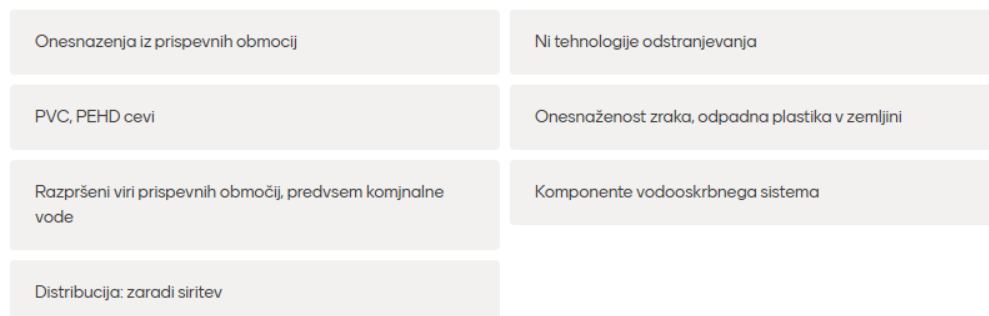 Onesnazenja iz prispevnih obmocij
PVC, PEHD cevi
Razpršeni viri prispevnih območij, predvsem komjnalne
vode
Distribucija: zaradi siritev
Ni tehnologije odstranjevanja
Onesnaženost zraka, odpadna plastika v zemljini
Komponente vodooskrbnega sistema